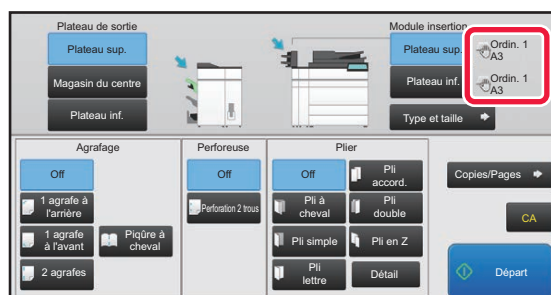 Plateau de sortie
Module insertion
Plateau sup.
Magasin du centre
Plateau inf.
Plateau sup.
Ordin. 1
A3
Plateau inf.
Ordin. 1
A3
Type et taille
Agrafage
Off
1 agrafe à
l'arrière
1 agrafe
à l'avant
Piqûre à
cheval
2 agrafes
Perforeuse
Off
Perforation 2 trous
Plier
Off
Pli
accord.
Pli à
cheval
Pli
double
Pli simple
Pli en Z
Pli
lettre
Détail
Copies/Pages
CA
Départ